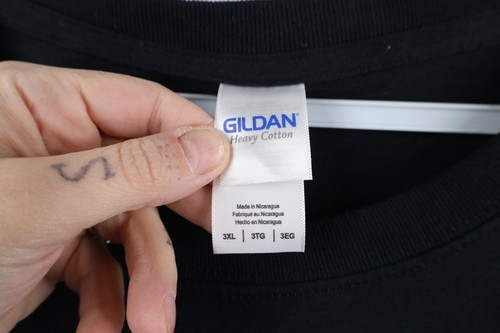 GILDAN
Heavy Cotton
Made in Nicaragua
Fabriqué au Nicaragua
Hecho en Nicaragua
3XL | 3TG | 3EG
S